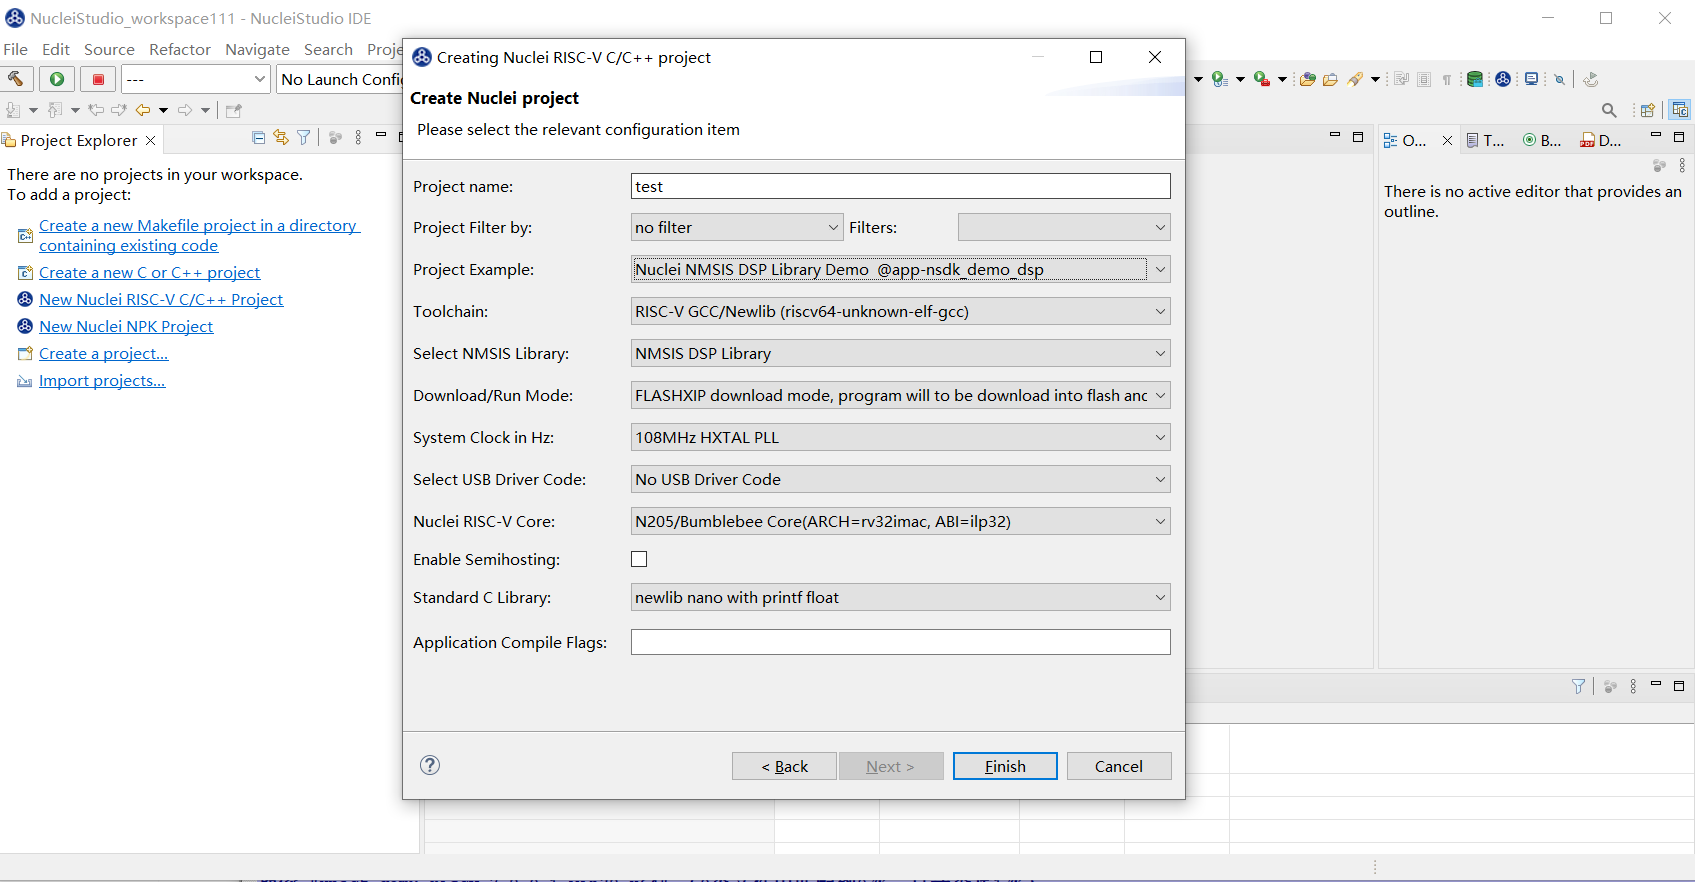 NucleiStudio_workspace111 - NucleiStudio IDE
File Edit Source Refactor Navigate Search Proje
--- No Launch Config
Project Explorer
There are no projects in your workspace.
To add a project:
Create a new Makefile project in a directory
containing existing code
Create a new C or C++ project
New Nuclei RISC-V C/C++ Project
New Nuclei NPK Project
Create a project...
Import projects...
Creating Nuclei RISC-V C/C++ project
Create Nuclei project
Please select the relevant configuration item
Project name: test
Project Filter by: no filter Filters:
Project Example: Nuclei NMSIS DSP Library Demo @app-nsdk_demo_dsp
Toolchain: RISC-V GCC/Newlib (riscv64-unknown-elf-gcc)
Select NMSIS Library: NMSIS DSP Library
Download/Run Mode: FLASHXIP download mode, program will to be download into flash and
System Clock in Hz: 108MHz HXTAL PLL
Select USB Driver Code: No USB Driver Code
Nuclei RISC-V Core: N205/Bumblebee Core(ARCH=rv32imac, ABI=ilp32)
Enable Semihosting:
Standard C Library: newlib nano with printf float
Application Compile Flags:
< Back Next > Finish Cancel
O... T... B... D...
There is no active editor that provides an
outline.